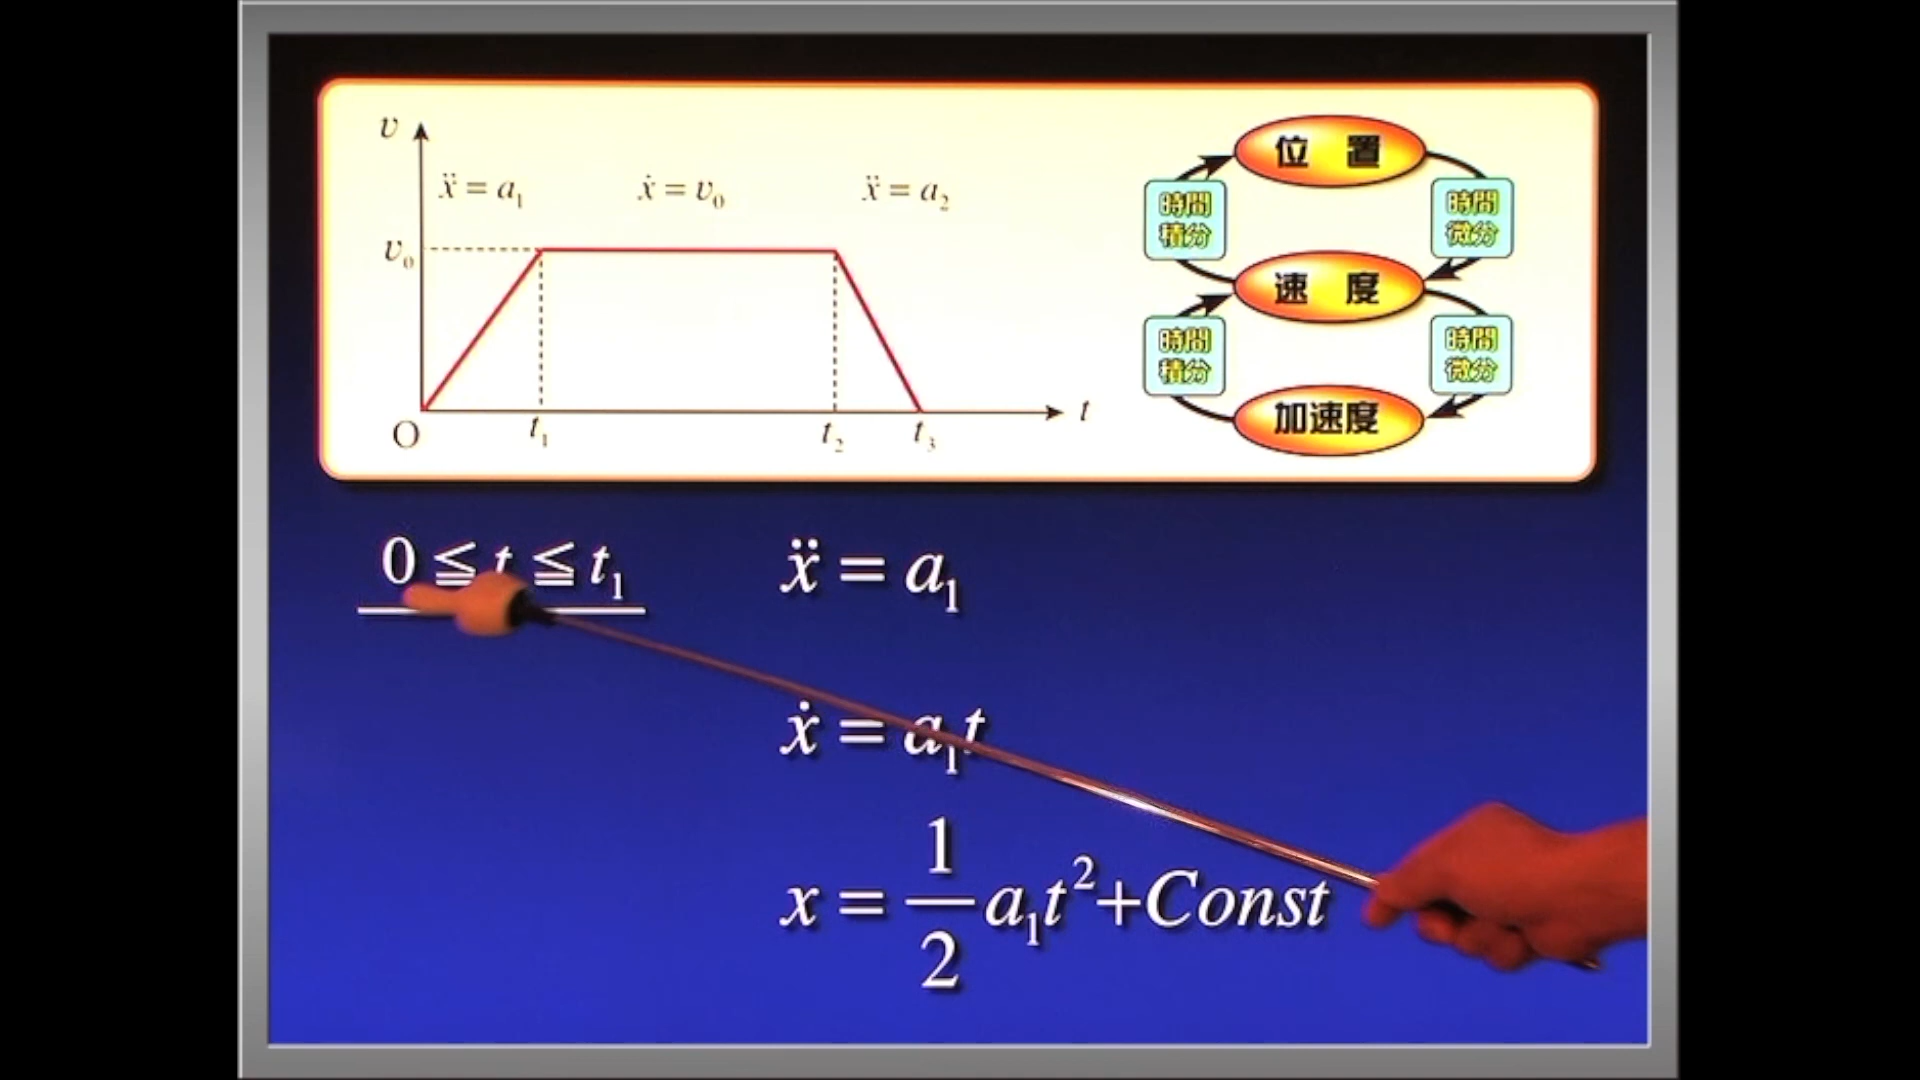 v
ẍ = a₁
ẋ = v₀
ẍ = a₂
v₀
O
t₁
t₂
t₃
t
位置
時間
積分
時間
微分
速度
時間
積分
時間
微分
加速度
0 ≦ t ≦ t₁
ẍ = a₁
ẋ = a₁t
x = 1/2 a₁t² + Const